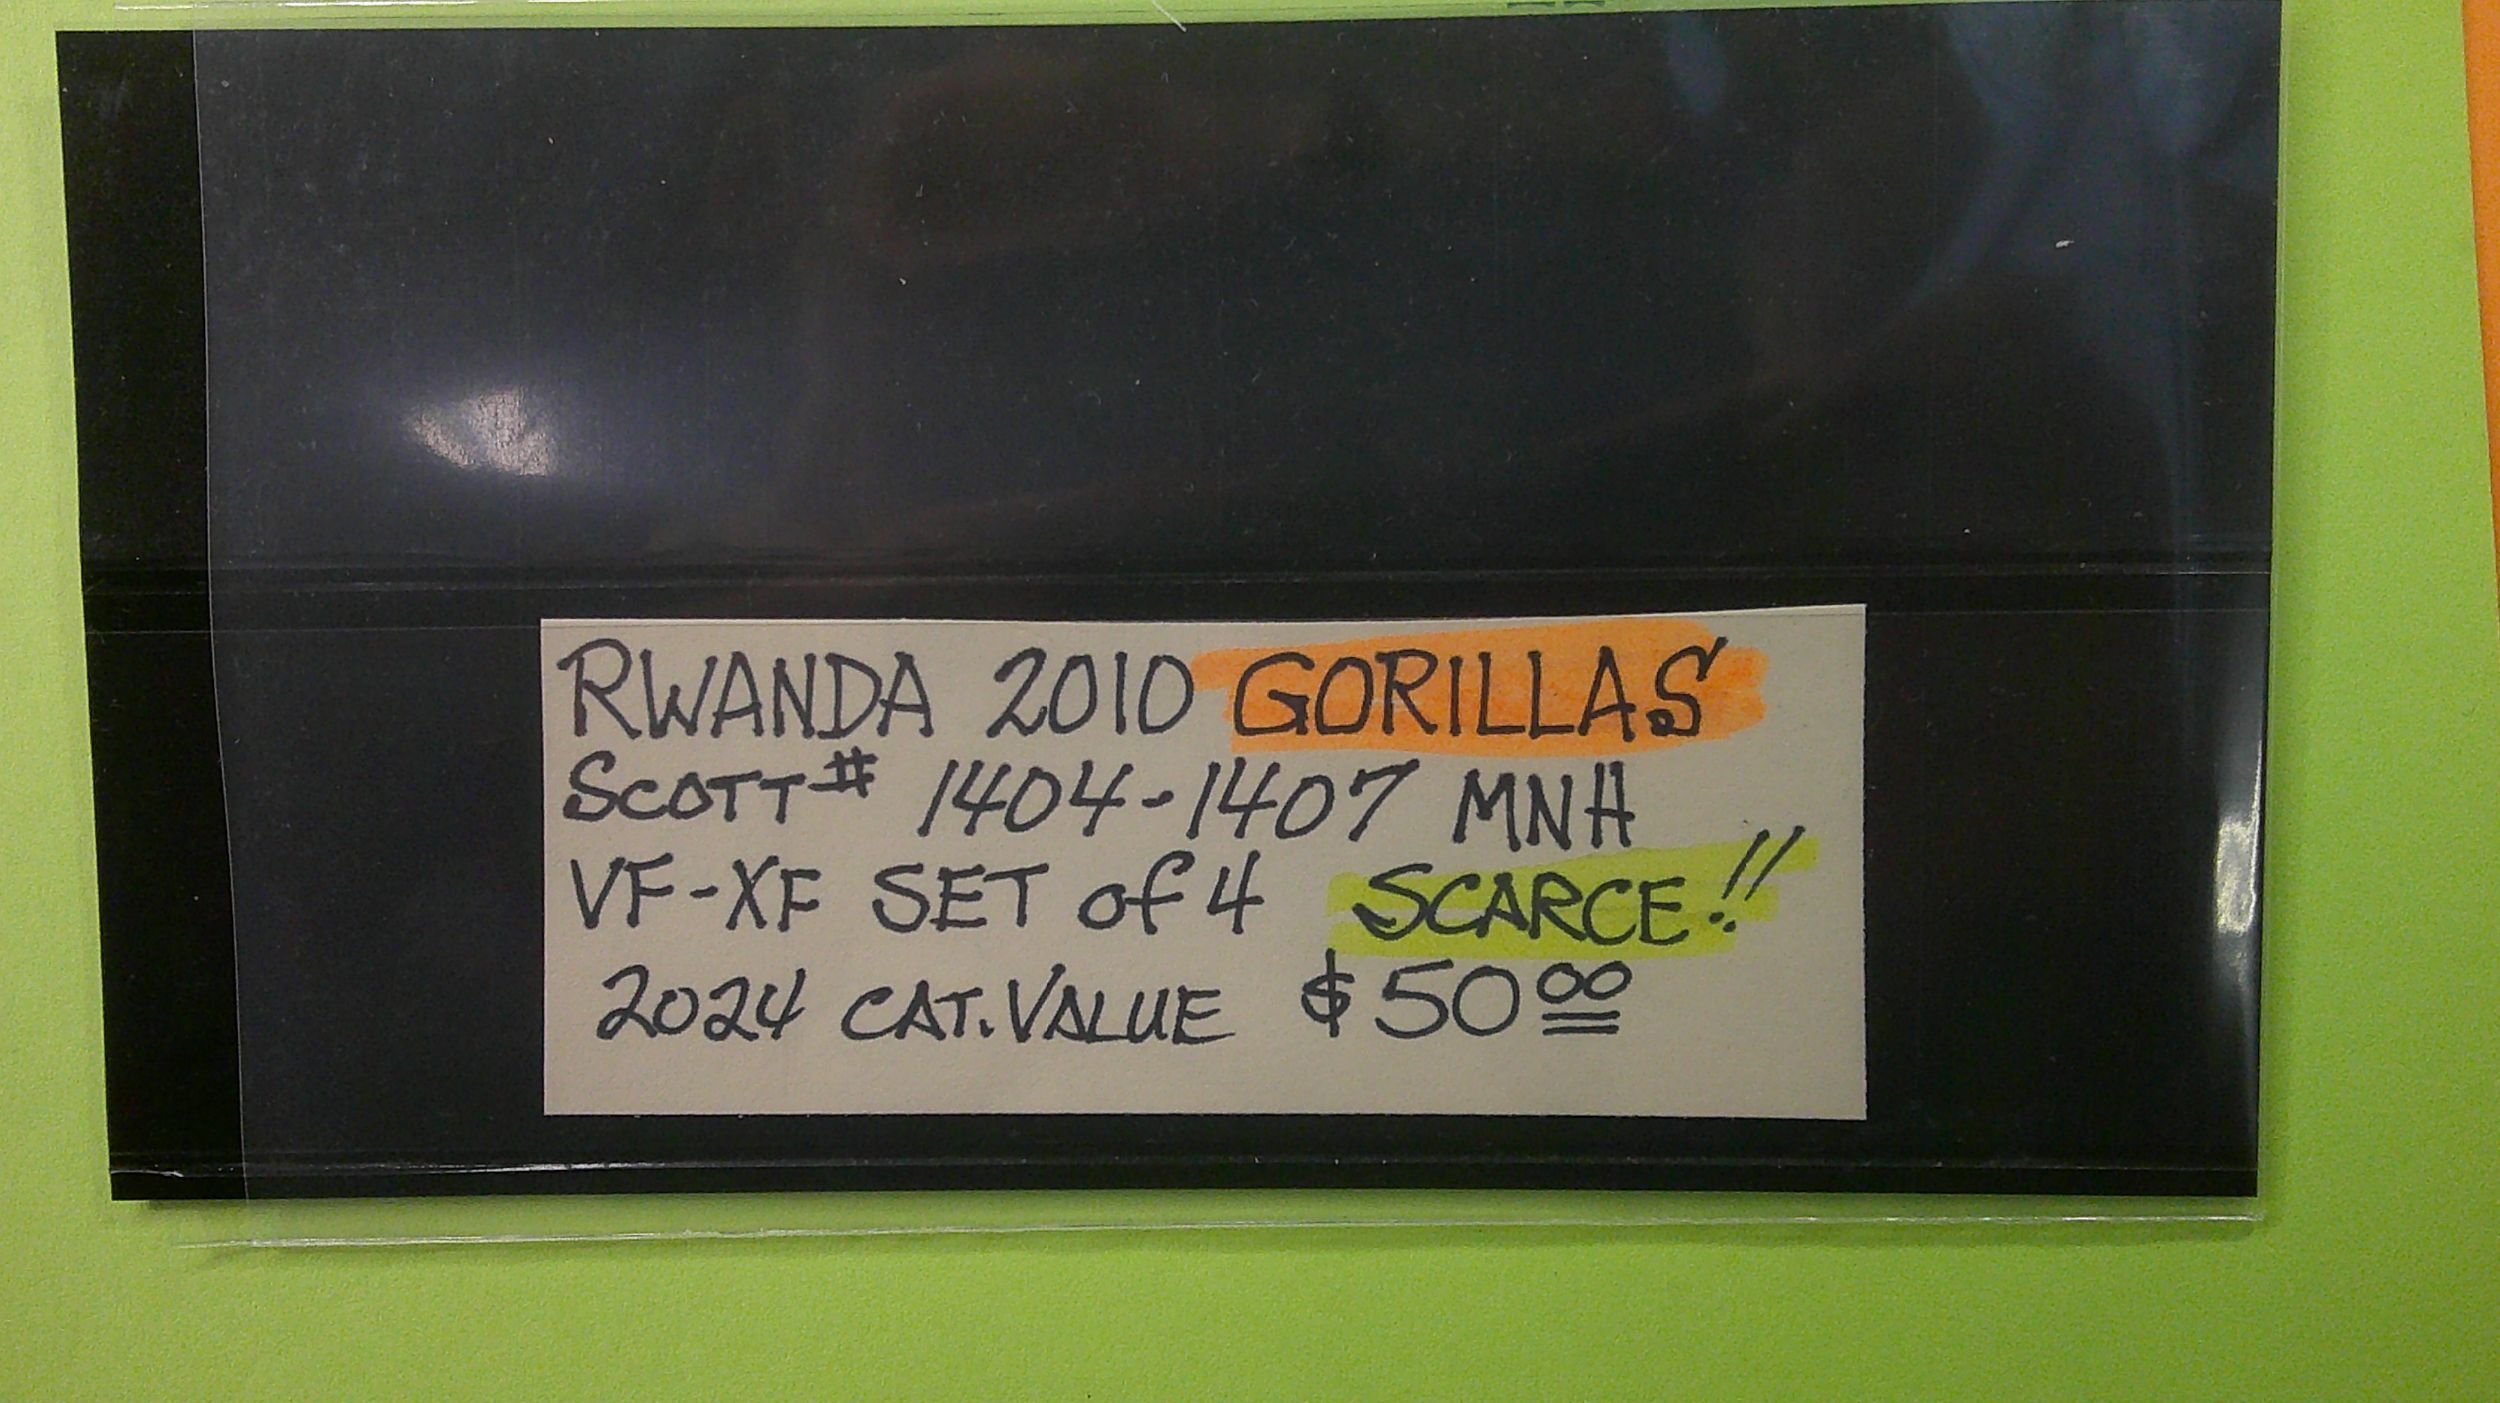 RWANDA 2010 GORILLAS
SCOTT# 1404-1407 MNH
VF-XF SET of 4 SCARCE!!
2024 CAT. VALUE $50 00